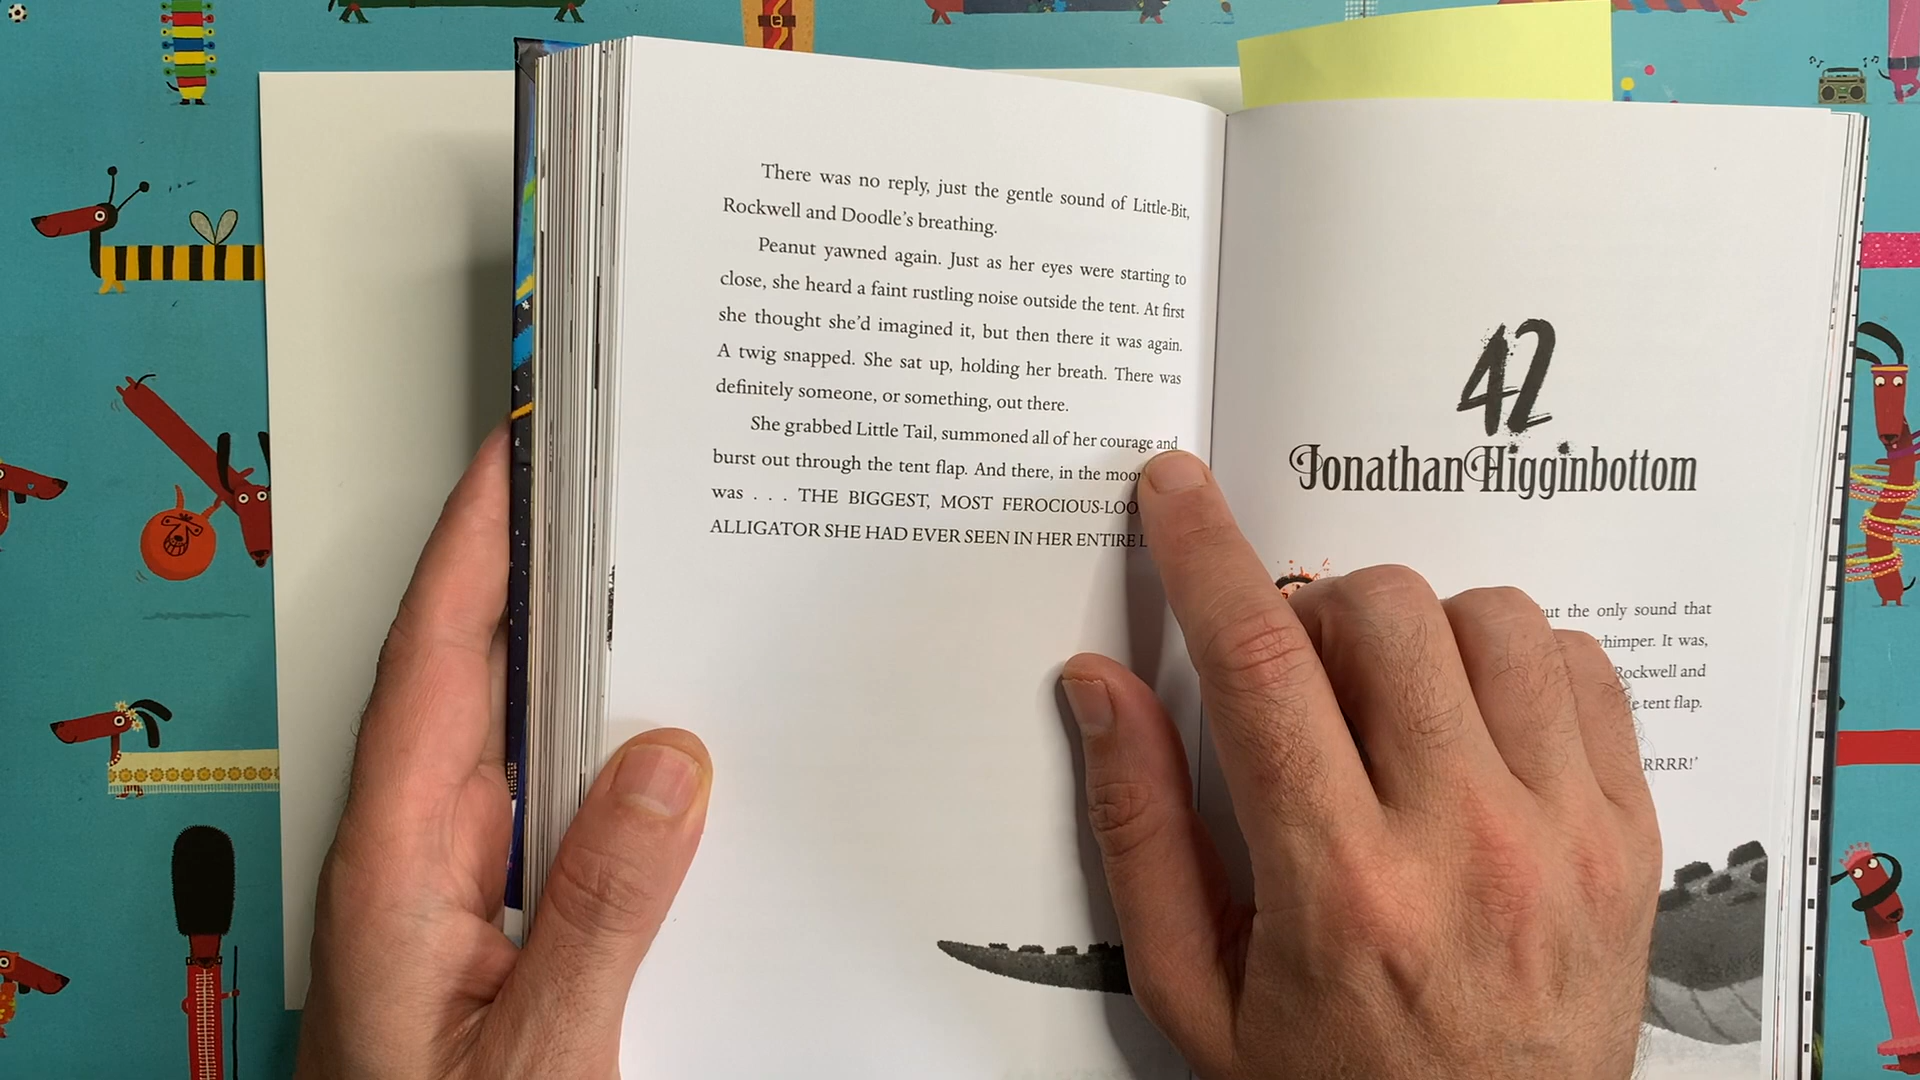 There was no reply, just the gentle sound of Little-Bit,
Rockwell and Doodle’s breathing.
Peanut yawned again. Just as her eyes were starting to
close, she heard a faint rustling noise outside the tent. At first
she thought she’d imagined it, but then there it was again.
A twig snapped. She sat up, holding her breath. There was
definitely someone, or something, out there.
She grabbed Little Tail, summoned all of her courage and
burst out through the tent flap. And there, in the
was . . . THE BIGGEST, MOST FEROCIOUS-
ALLIGATOR SHE HAD EVER SEEN IN HER ENTIRE
42
Jonathan Higginbottom
the only sound that
whimper. It was,
Rockwell and
tent flap.
RRRR!’